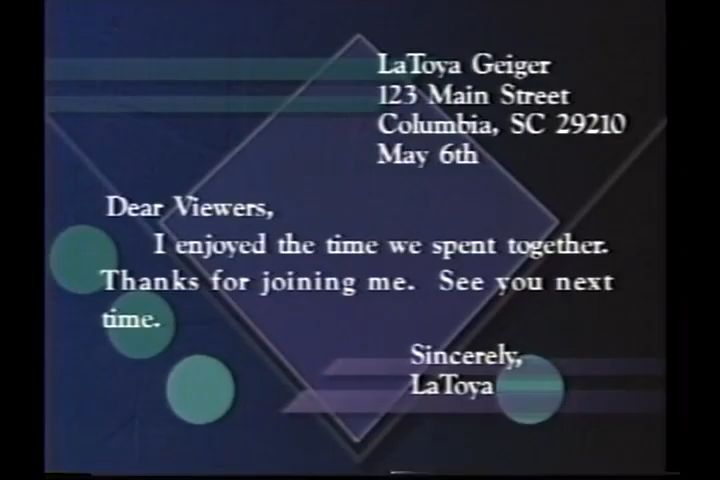 LaToya Geiger
123 Main Street
Columbia, SC 29210
May 6th
Dear Viewers,
I enjoyed the time we spent together.
Thanks for joining me. See you next
time.
Sincerely,
LaToya